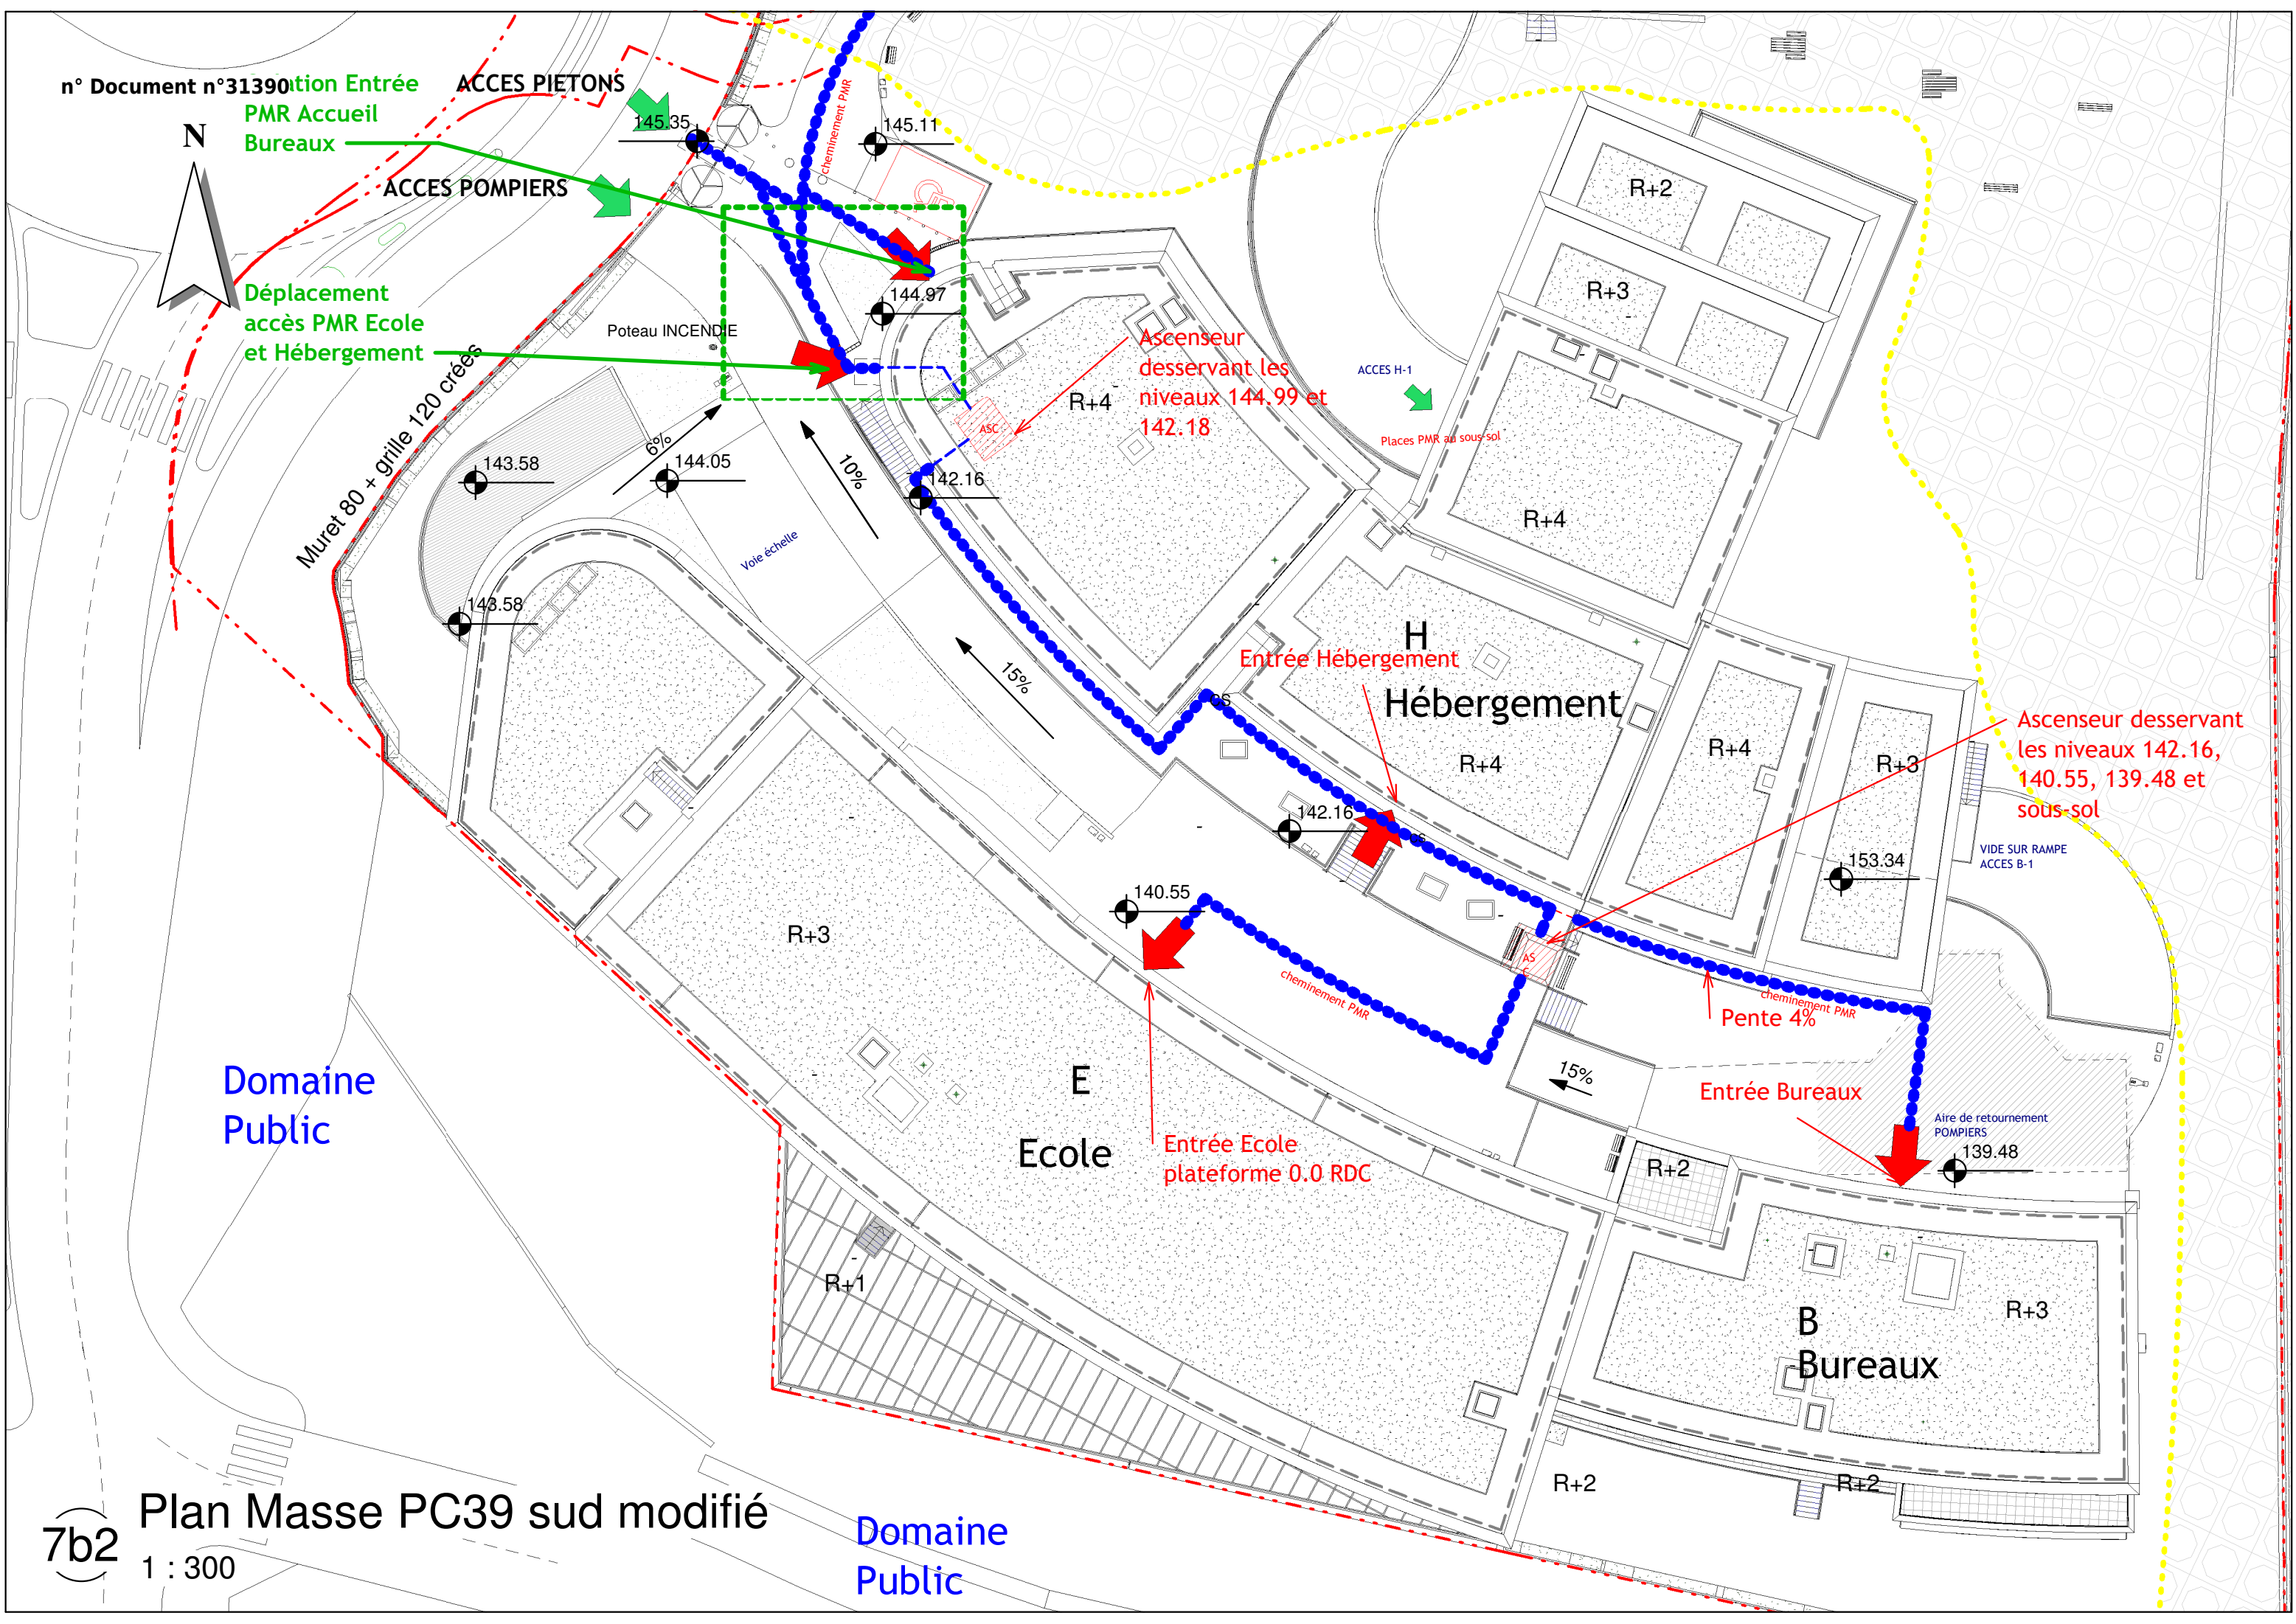 n° Document n°31390
ation Entrée
PMR Accueil
Bureaux
ACCES PIETONS
N
145.35
cheminement PMR
145.11
ACCES POMPIERS
R+2
Déplacement
accès PMR Ecole
et Hébergement
144.97
R+3
Poteau INCENDIE
Ascenseur
desservant les
niveaux 144.99 et
142.18
ACCES H-1
R+4
ASC
Places PMR au sous-sol
Muret 80 + grille 120 crées
6%
10%
143.58
144.05
142.16
R+4
Voie échelle
143.58
H
Entrée Hébergement
15%
Hébergement
R+4
R+4
R+3
Ascenseur desservant
les niveaux 142.16,
140.55, 139.48 et
sous-sol
142.16
VIDE SUR RAMPE
ACCES B-1
153.34
140.55
R+3
AS
cheminement PMR
cheminement PMR
Pente 4%
15%
Domaine
Public
E
Ecole
Entrée Bureaux
Aire de retournement
POMPIERS
139.48
Entrée Ecole
plateforme 0.0 RDC
R+2
R+1
R+3
B
Bureaux
R+2
R+2
7b2
Plan Masse PC39 sud modifié
1 : 300
Domaine
Public